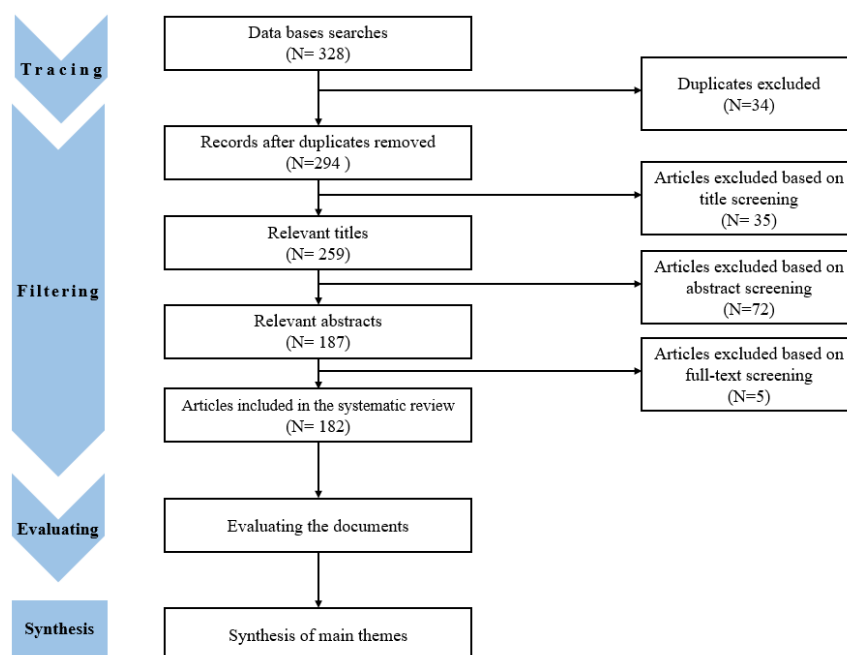 Data bases searches
(N= 328)
Tracing
Duplicates excluded
(N=34)
Records after duplicates removed
(N=294 )
Articles excluded based on
title screening
(N= 35)
Relevant titles
(N= 259)
Filtering
Articles excluded based on
abstract screening
(N=72)
Relevant abstracts
(N= 187)
Articles excluded based on
full-text screening
(N=5)
Articles included in the systematic review
(N= 182)
Evaluating
Evaluating the documents
Synthesis
Synthesis of main themes